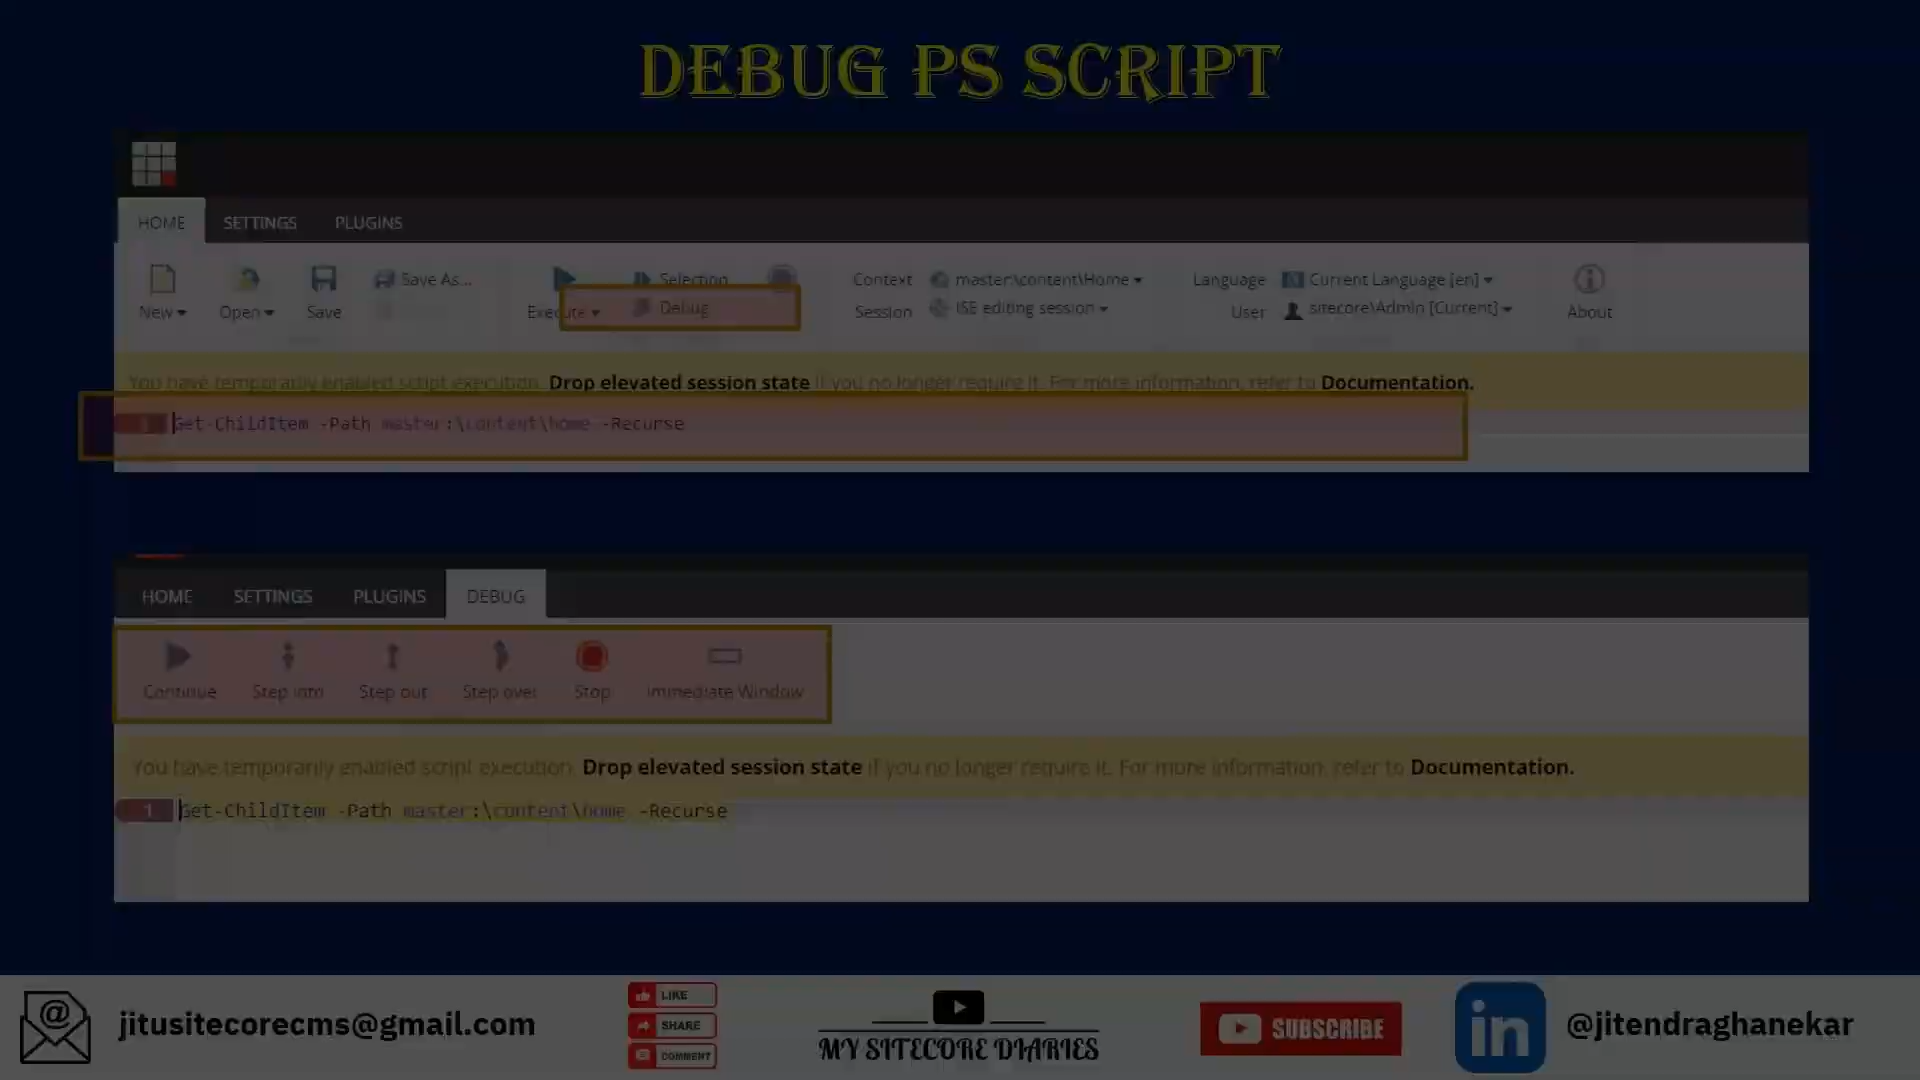 DEBUG PS SCRIPT
HOME SETTINGS PLUGINS
Save As... Selection Context master:\content\Home Language Current Language [en]
New Open Save Execute Debug Session ISE editing session User sitecore\Admin [Current] About
You have temporarily enabled script execution. Drop elevated session state if you no longer require it. For more information, refer to Documentation.
1 Get-ChildItem -Path master:\content\home -Recurse
HOME SETTINGS PLUGINS DEBUG
Continue Step into Step out Step over Stop Immediate Window
You have temporarily enabled script execution. Drop elevated session state if you no longer require it. For more information, refer to Documentation.
1 Get-ChildItem -Path master:\content\home -Recurse
jitusitecorecms@gmail.com
LIKE
SHARE
COMMENT
MY SITECORE DIARIES
SUBSCRIBE
in @jitendraghanekar